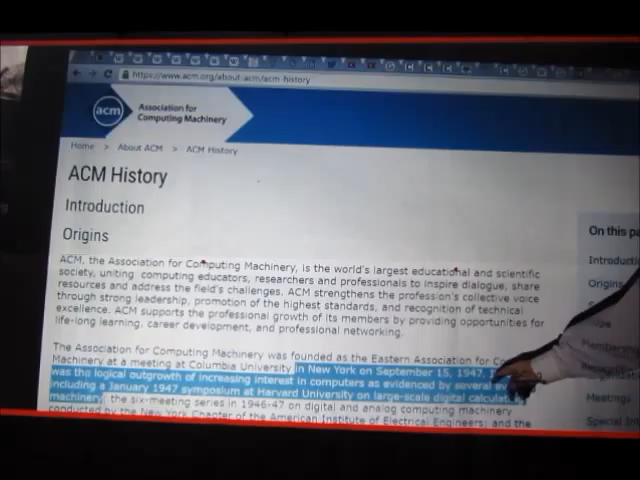 https://www.acm.org/about-acm/acm-history
acm
Association for
Computing Machinery
Home > About ACM > ACM History
ACM History
Introduction
Origins
On this pa
Introducti
Origins
ACM, the Association for Computing Machinery, is the world's largest educational and scientific
society, uniting computing educators, researchers and professionals to inspire dialogue, share
resources and address the field's challenges. ACM strengthens the profession's collective voice
through strong leadership, promotion of the highest standards, and recognition of technical
excellence. ACM supports the professional growth of its members by providing opportunities for
life-long learning, career development, and professional networking.
The Association for Computing Machinery was founded as the Eastern Association for Co
Machinery at a meeting at Columbia University in New York on September 15, 1947.
was the logical outgrowth of increasing interest in computers as evidenced by several ev
including a January 1947 symposium at Harvard University on large-scale digital calculat
machinery; the six-meeting series in 1946-47 on digital and analog computing machinery
conducted by the New York Chapter of the American Institute of Electrical Engineers; and the
Meetings
Special Int